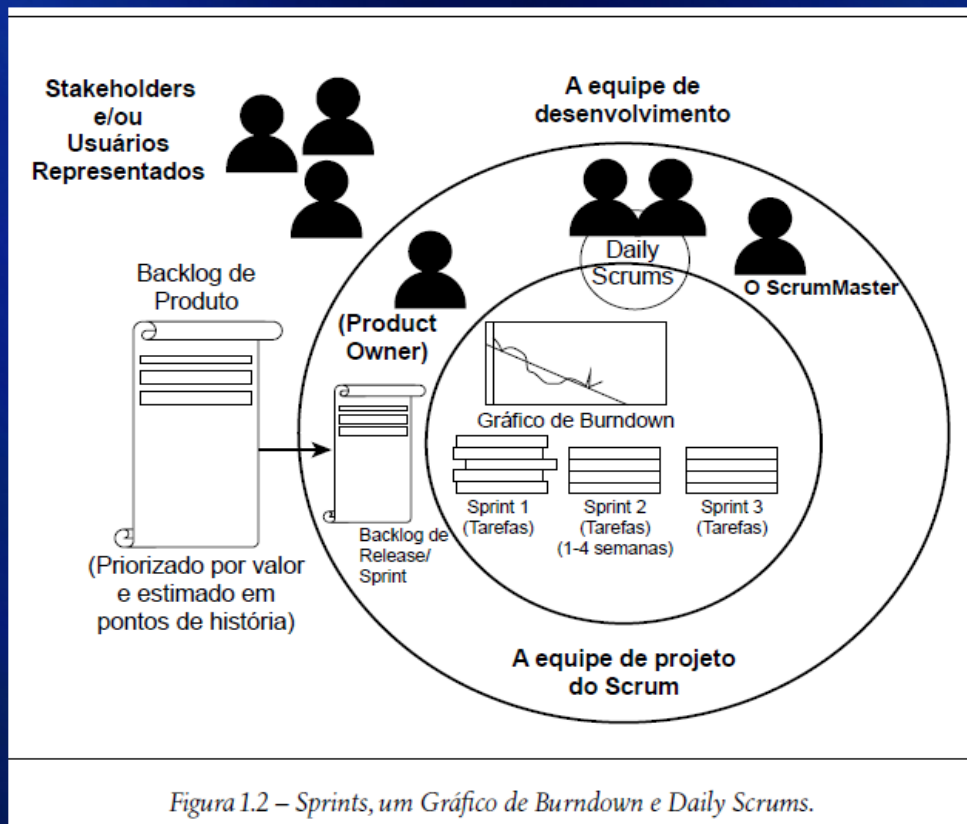 Stakeholders
e/ou
Usuários
Representados
A equipe de
desenvolvimento
Daily
Scrums
O ScrumMaster
Backlog de
Produto
(Product
Owner)
Gráfico de Burndown
Sprint 1
(Tarefas)
Sprint 2
(Tarefas)
(1-4 semanas)
Sprint 3
(Tarefas)
Backlog de
Release/
Sprint
(Priorizado por valor
e estimado em
pontos de história)
A equipe de projeto
do Scrum
Figura 1.2 – Sprints, um Gráfico de Burndown e Daily Scrums.